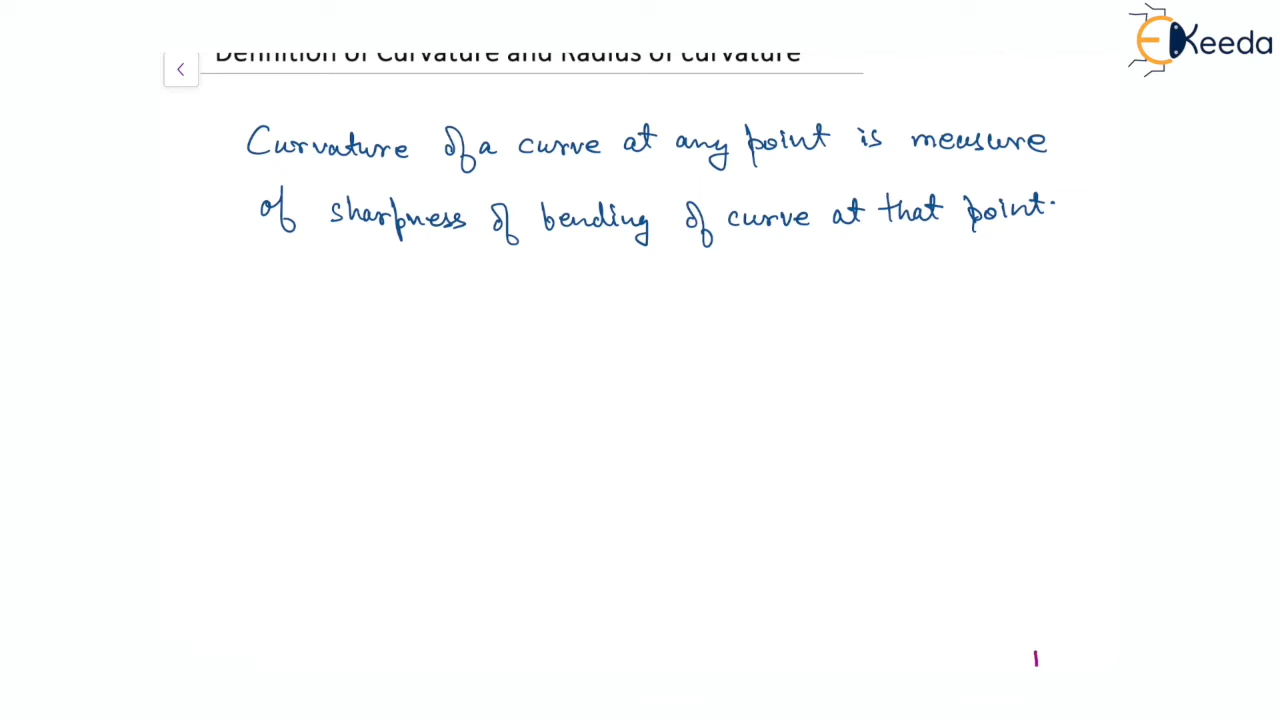 EKeeda
Definition of Curvature and Radius of curvature
Curvature of a curve at any point is measure
of sharpness of bending of curve at that point.